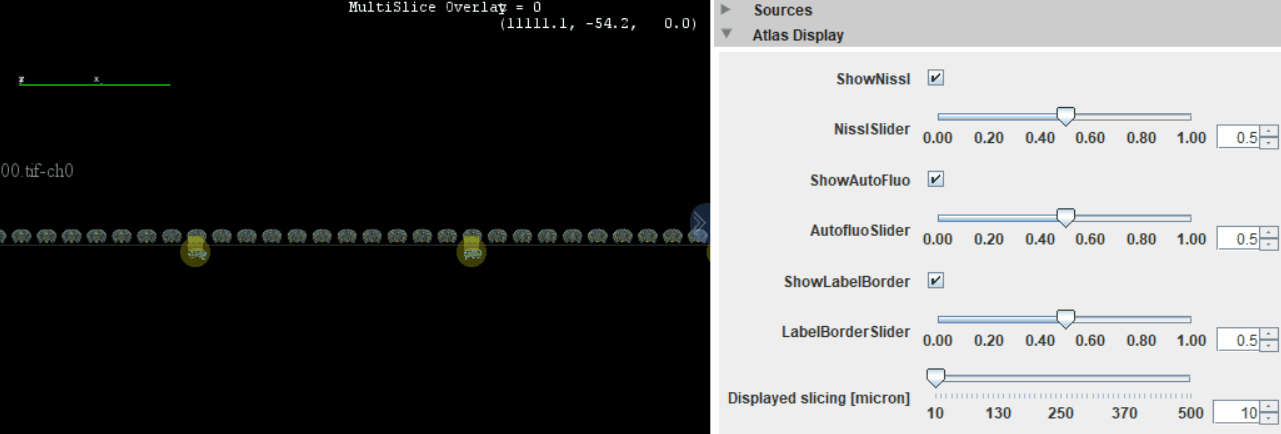 MultiSlice Overlay = 0
(11111.1, -54.2, 0.0)
x
00.tif-ch0
Sources
Atlas Display
ShowNissl
NisslSlider
0.00 0.20 0.40 0.60 0.80 1.00 0.5
ShowAutoFluo
AutofluoSlider
0.00 0.20 0.40 0.60 0.80 1.00 0.5
ShowLabelBorder
LabelBorderSlider
0.00 0.20 0.40 0.60 0.80 1.00 0.5
Displayed slicing [micron]
10 130 250 370 500 10